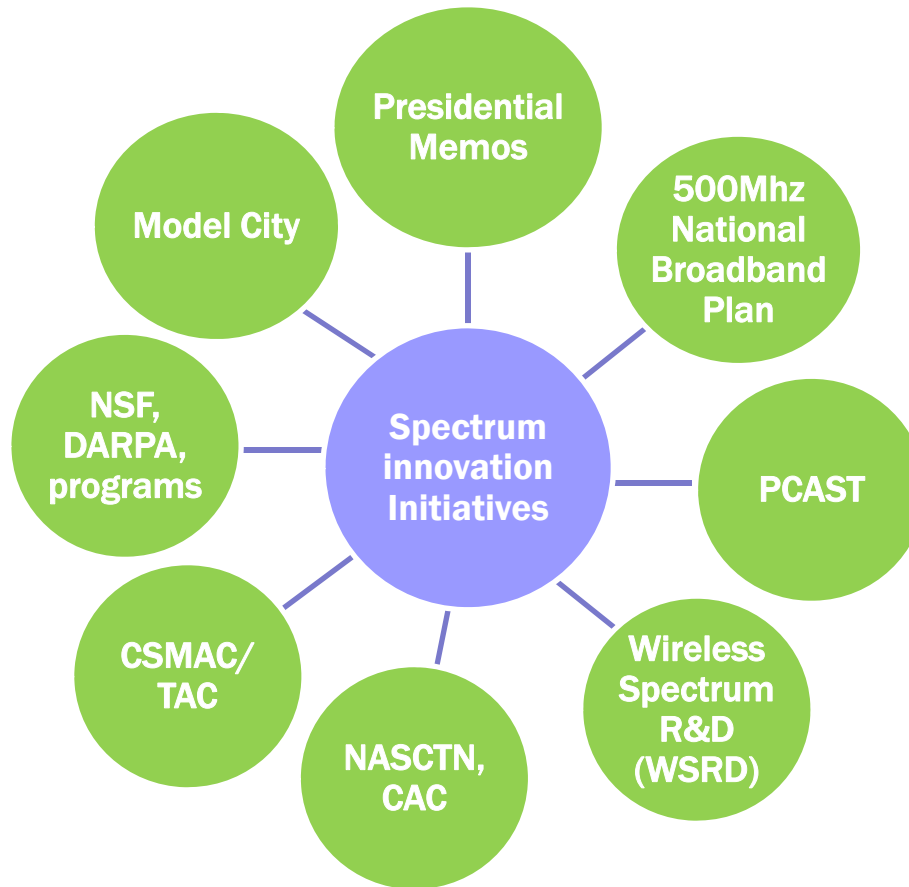 Presidential
Memos
500Mhz
National
Broadband
Plan
Model City
NSF,
DARPA,
programs
Spectrum
innovation
Initiatives
PCAST
CSMAC/
TAC
Wireless
Spectrum
R&D
(WSRD)
NASCTN,
CAC